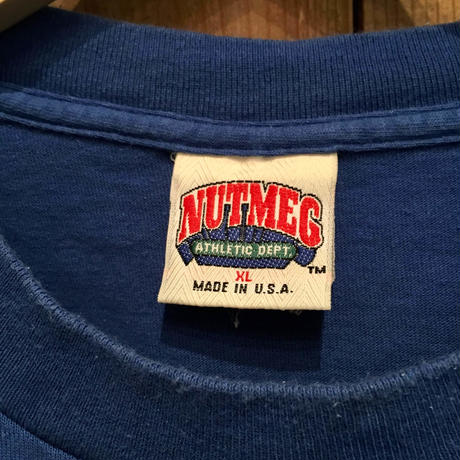 NUTMEG
ATHLETIC DEPT.
TM
XL
MADE IN U.S.A.